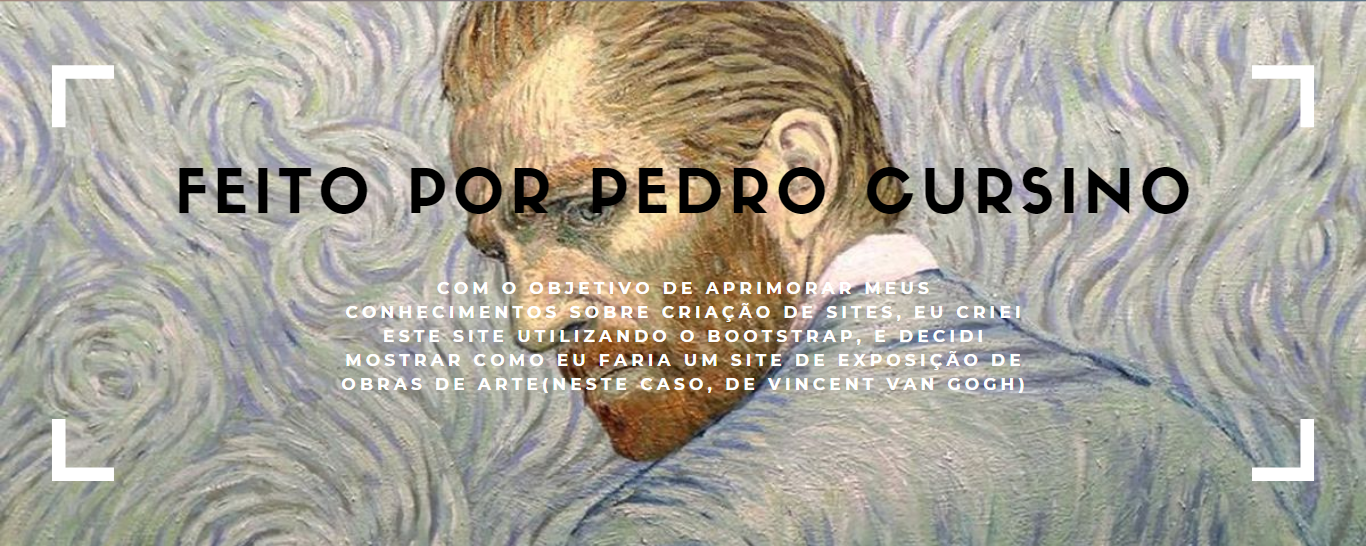 FEITO POR PEDRO CURSINO
COM O OBJETIVO DE APRIMORAR MEUS
CONHECIMENTOS SOBRE CRIAÇÃO DE SITES, EU CRIEI
ESTE SITE UTILIZANDO O BOOTSTRAP, E DECIDI
MOSTRAR COMO EU FARIA UM SITE DE EXPOSIÇÃO DE
OBRAS DE ARTE(NESTE CASO, DE VINCENT VAN GOGH)